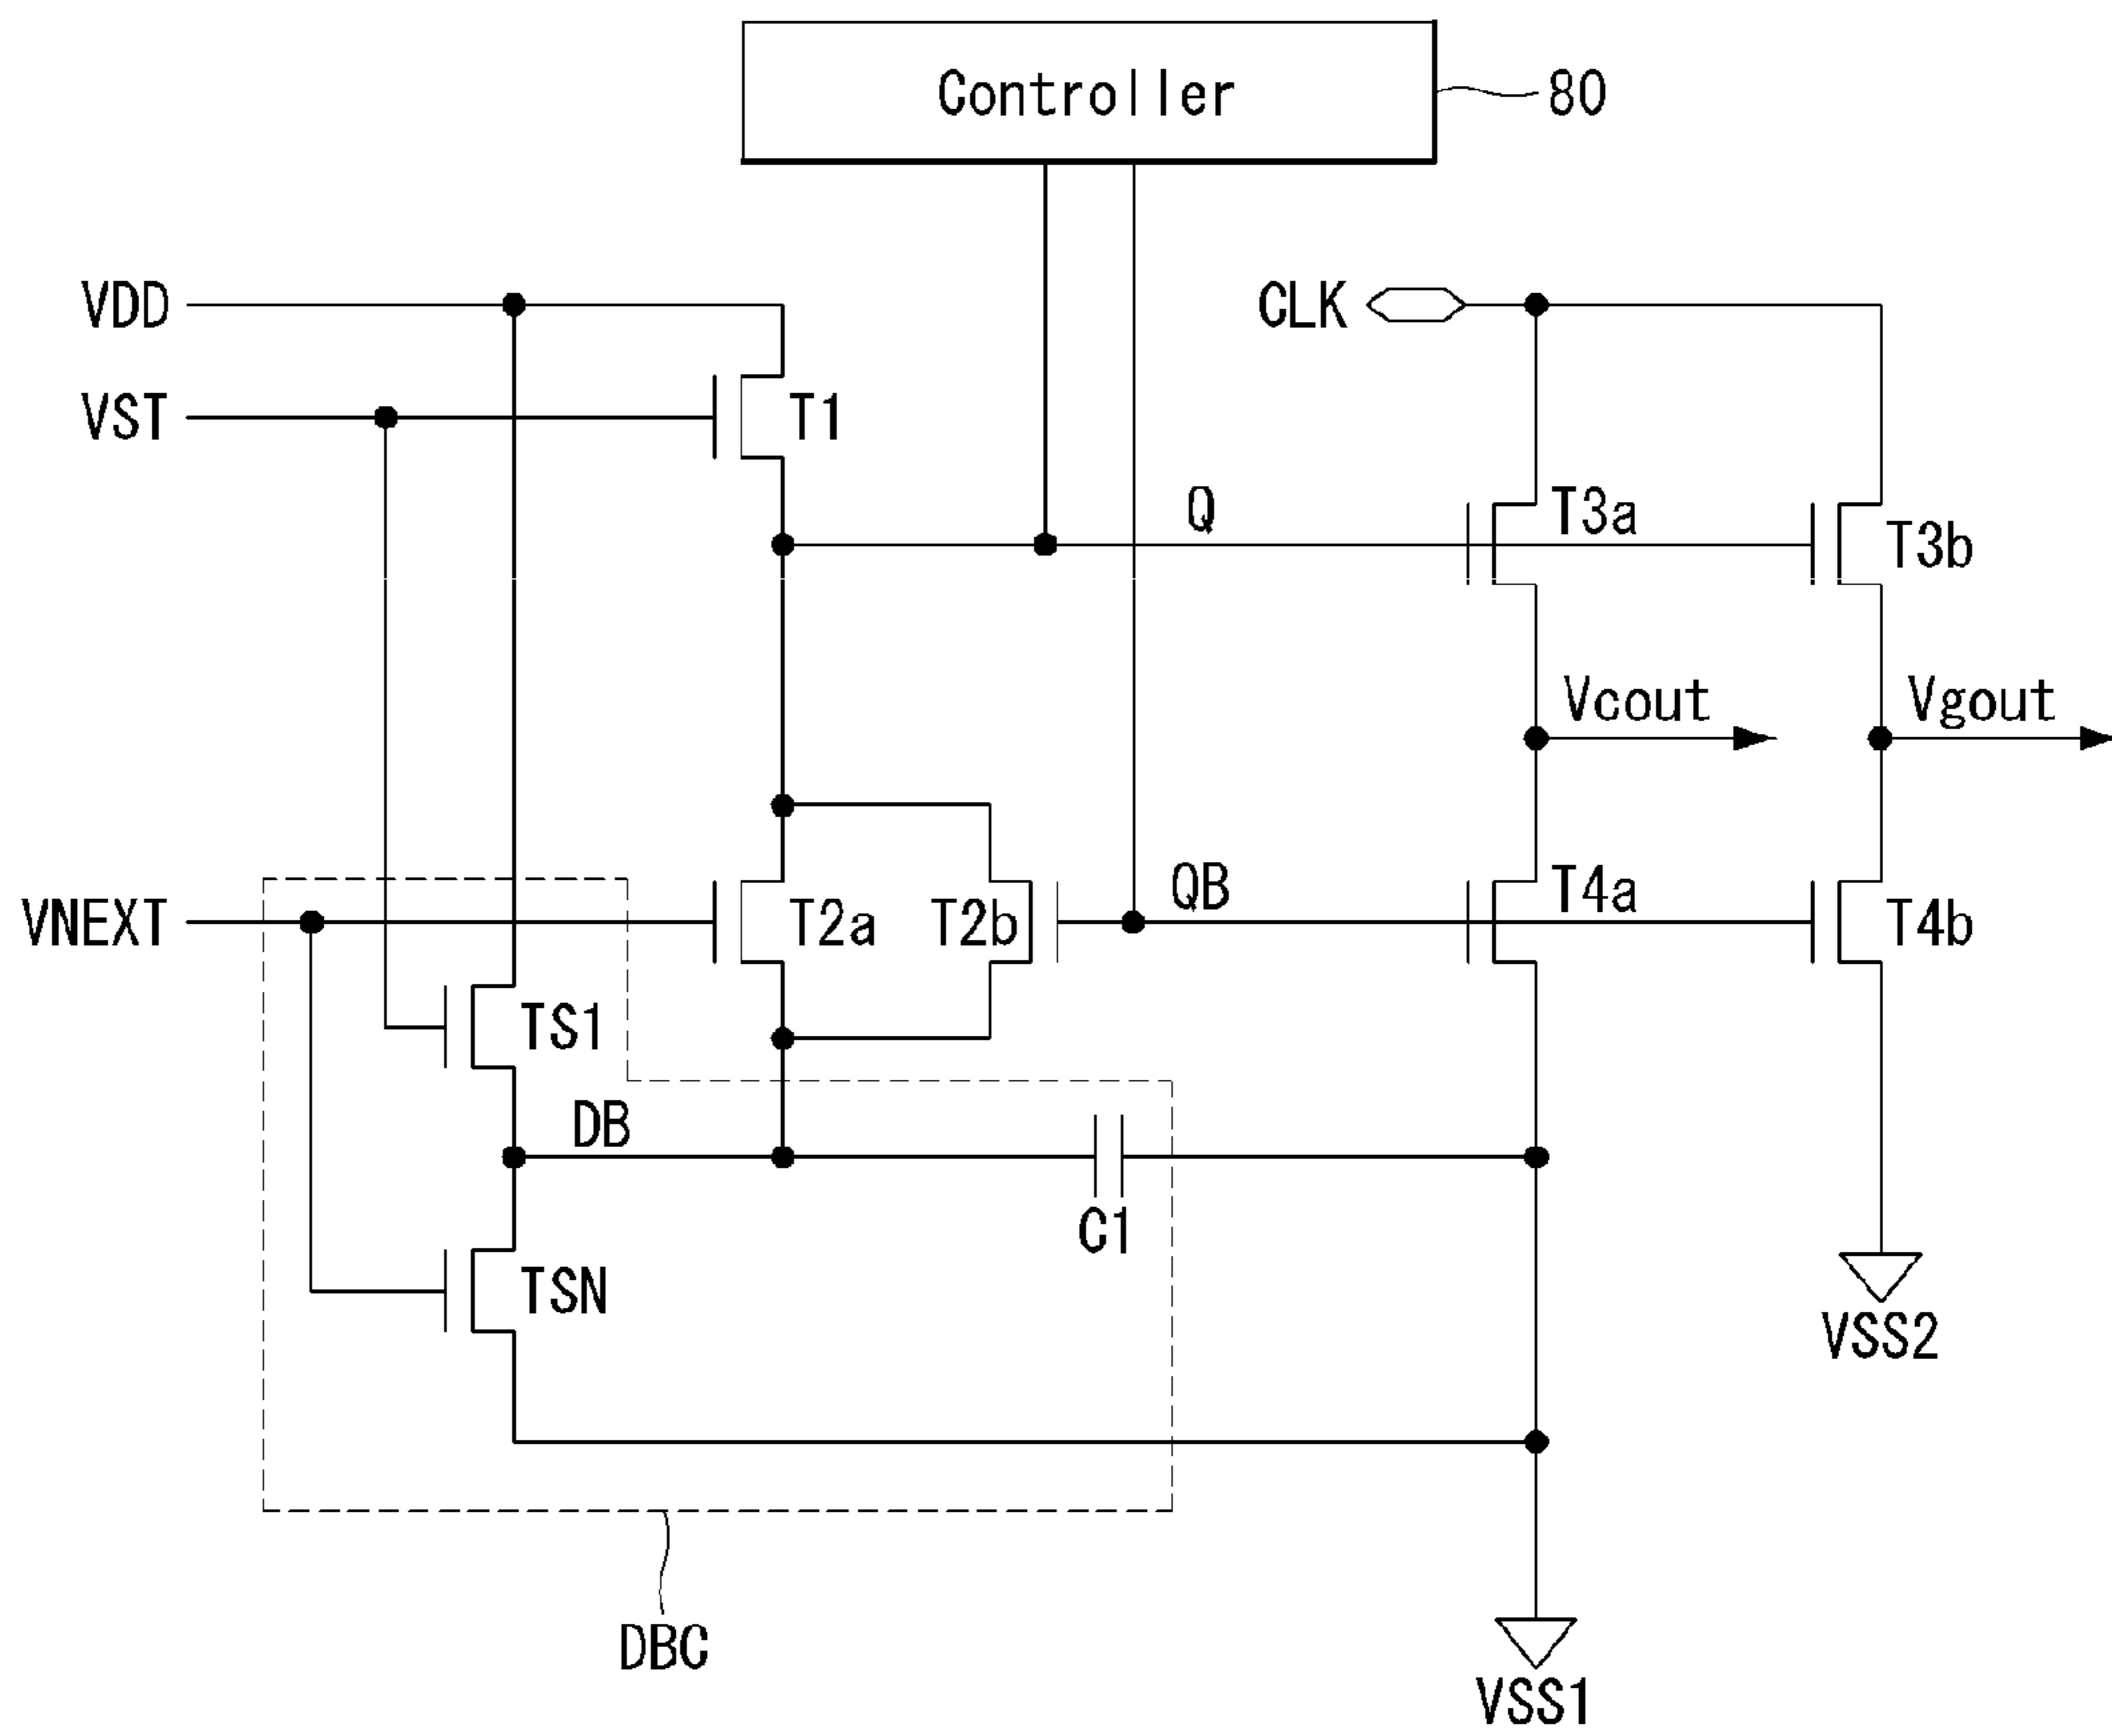 Controller
80
VDD
CLK
VST
T1
Q
T3a
T3b
Vcout
Vgout
VNEXT
T2a
T2b
QB
T4a
T4b
TS1
DB
C1
TSN
VSS2
DBC
VSS1